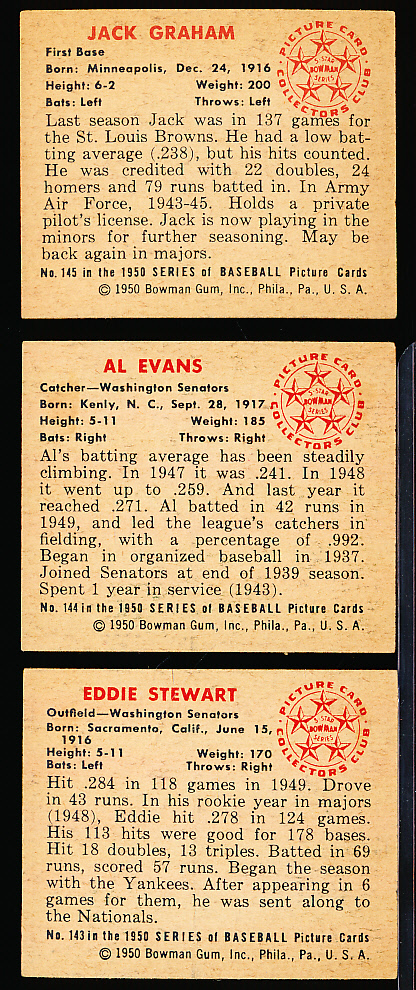 JACK GRAHAM
First Base
Born: Minneapolis, Dec. 24, 1916
Height: 6-2 Weight: 200
Bats: Left Throws: Left
PICTURE CARD
5-STAR
BOWMAN
SERIES
COLLECTORS CLUB
Last season Jack was in 137 games for
the St. Louis Browns. He had a low bat-
ting average (.238), but his hits counted.
He was credited with 22 doubles, 24
homers and 79 runs batted in. In Army
Air Force, 1943-45. Holds a private
pilot's license. Jack is now playing in the
minors for further seasoning. May be
back again in majors.
No. 145 in the 1950 SERIES of BASEBALL Picture Cards
© 1950 Bowman Gum, Inc., Phila., Pa., U. S. A.
AL EVANS
Catcher—Washington Senators
Born: Kenly, N. C., Sept. 28, 1917
Height: 5-11 Weight: 185
Bats: Right Throws: Right
PICTURE CARD
5-STAR
BOWMAN
SERIES
COLLECTORS CLUB
Al's batting average has been steadily
climbing. In 1947 it was .241. In 1948
it went up to .259. And last year it
reached .271. Al batted in 42 runs in
1949, and led the league's catchers in
fielding, with a percentage of .992.
Began in organized baseball in 1937.
Joined Senators at end of 1939 season.
Spent 1 year in service (1943).
No. 144 in the 1950 SERIES of BASEBALL Picture Cards
© 1950 Bowman Gum, Inc., Phila., Pa., U. S. A.
EDDIE STEWART
Outfield—Washington Senators
Born: Sacramento, Calif., June 15,
1916
Height: 5-11 Weight: 170
Bats: Left Throws: Right
PICTURE CARD
5-STAR
BOWMAN
SERIES
COLLECTORS CLUB
Hit .284 in 118 games in 1949. Drove
in 43 runs. In his rookie year in majors
(1948), Eddie hit .278 in 124 games.
His 113 hits were good for 178 bases.
Hit 18 doubles, 13 triples. Batted in 69
runs, scored 57 runs. Began the season
with the Yankees. After appearing in 6
games for them, he was sent along to
the Nationals.
No. 143 in the 1950 SERIES of BASEBALL Picture Cards
© 1950 Bowman Gum, Inc., Phila., Pa., U. S. A.